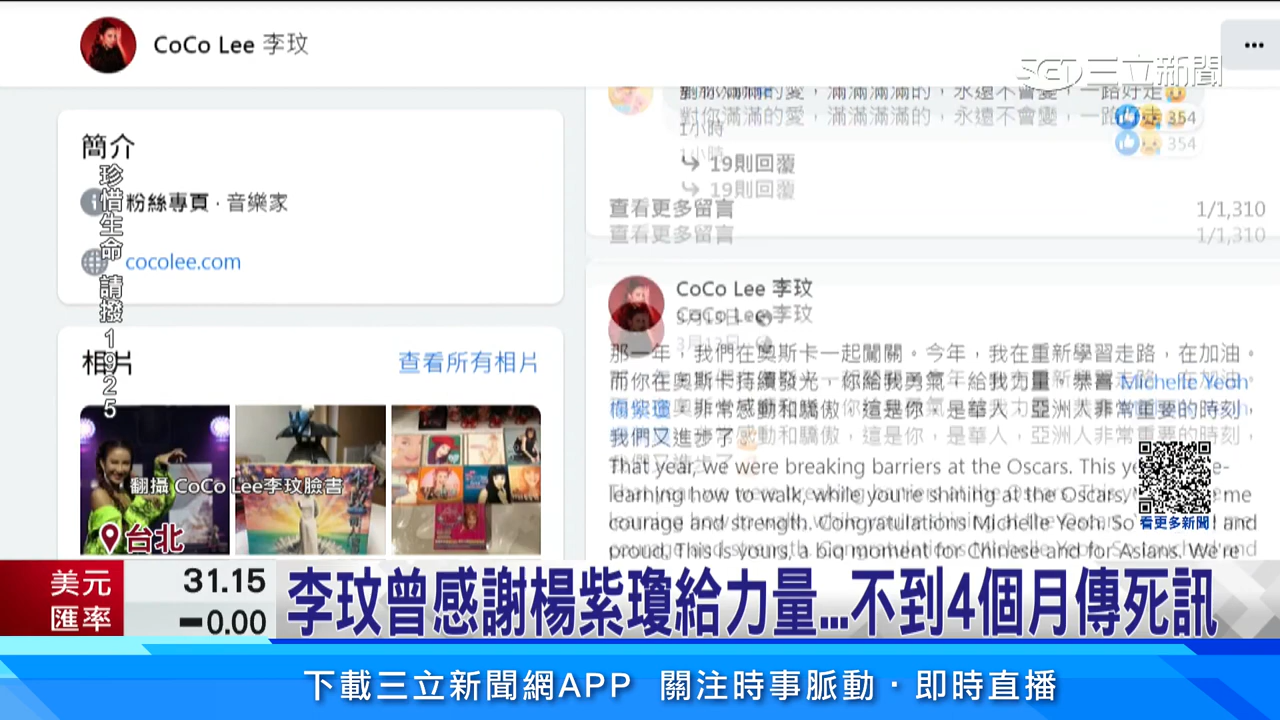 CoCo Lee 李玟
SET 三立新聞
簡介
粉絲專頁 · 音樂家
cocolee.com
珍惜生命 請撥1925
相片
查看所有相片
翻攝 CoCo Lee李玟臉書
台北
對你滿滿的愛，滿滿滿滿的，永遠不會變，一路好走
354
1小時
19則回覆
查看更多留言
1/1,310
CoCo Lee 李玟
3月13日
那一年，我們在奧斯卡一起闖關。今年，我在重新學習走路，在加油。
而你在奧斯卡持續發光，你給我勇氣，給我力量。恭喜 Michelle Yeoh
楊紫瓊，非常感動和驕傲，這是你，是華人，亞洲人非常重要的時刻，
我們又進步了
That year, we were breaking barriers at the Oscars. This
learning how to walk, while you're shining at the Oscars.
me
courage and strength. Congratulations Michelle Yeoh. So
and
proud. This is yours, a big moment for Chinese and for Asians. We're
看更多新聞
美元
匯率
31.15
0.00
李玟曾感謝楊紫瓊給力量...不到4個月傳死訊
下載三立新聞網APP 關注時事脈動·即時直播